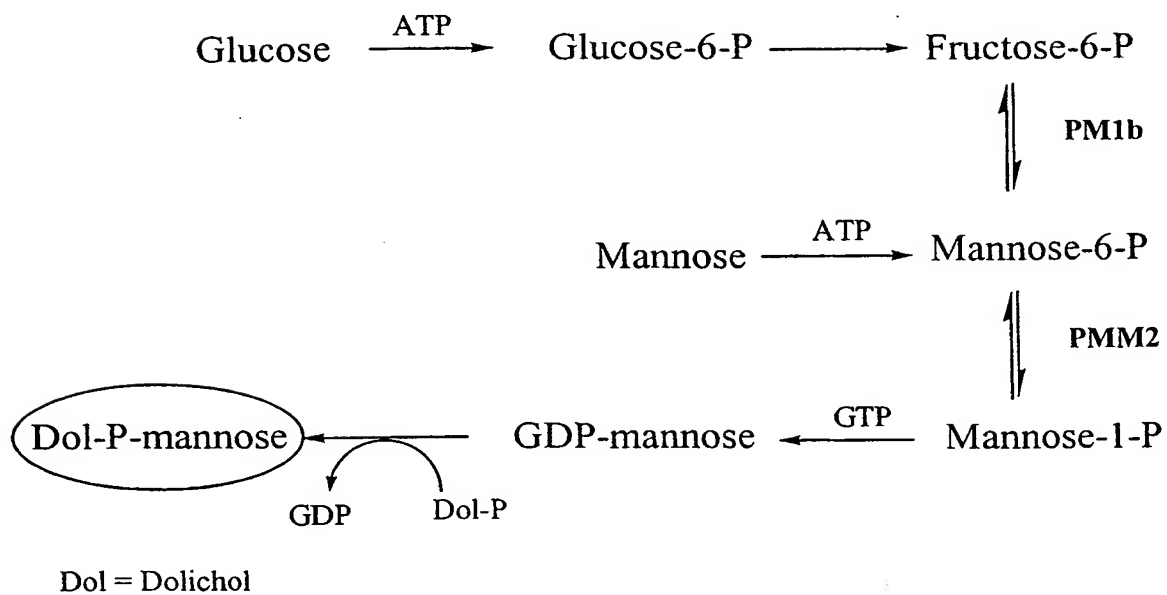 ATP
Glucose Glucose-6-P Fructose-6-P
PM1b
ATP
Mannose Mannose-6-P
PMM2
GTP
Dol-P-mannose GDP-mannose Mannose-1-P
GDP Dol-P
Dol = Dolichol